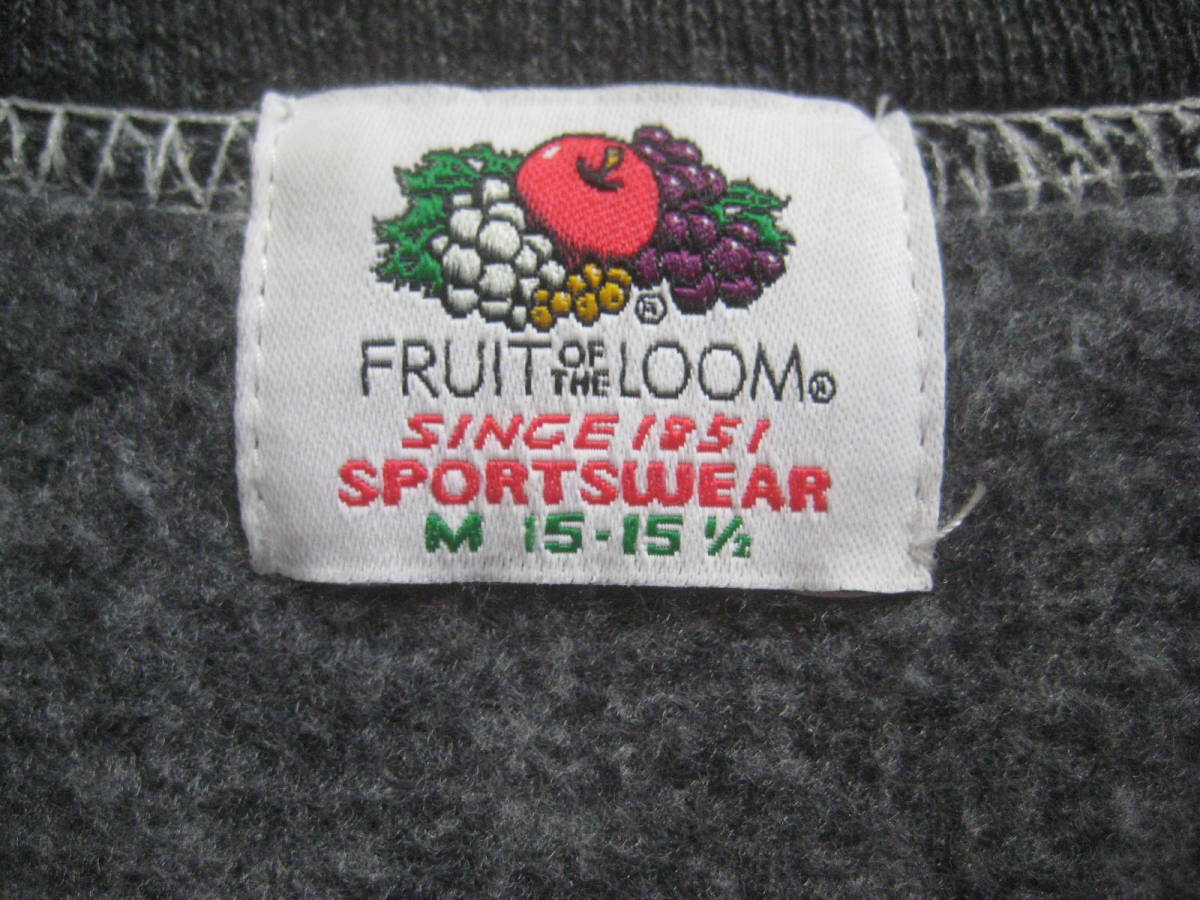 ®
FRUIT OF THE LOOM®
SINCE 1851
SPORTSWEAR
M 15-15 ½